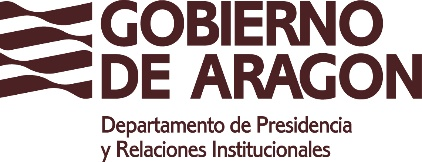 GOBIERNO
DE ARAGON
Departamento de Presidencia
y Relaciones Institucionales